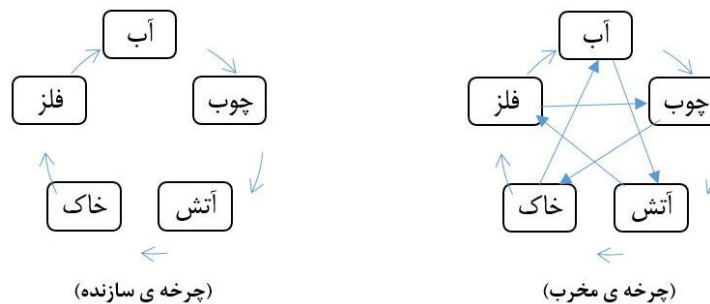 آب
فلز
چوب
خاک
آتش
(چرخه ی سازنده)
آب
فلز
چوب
خاک
آتش
(چرخه ی مخرب)